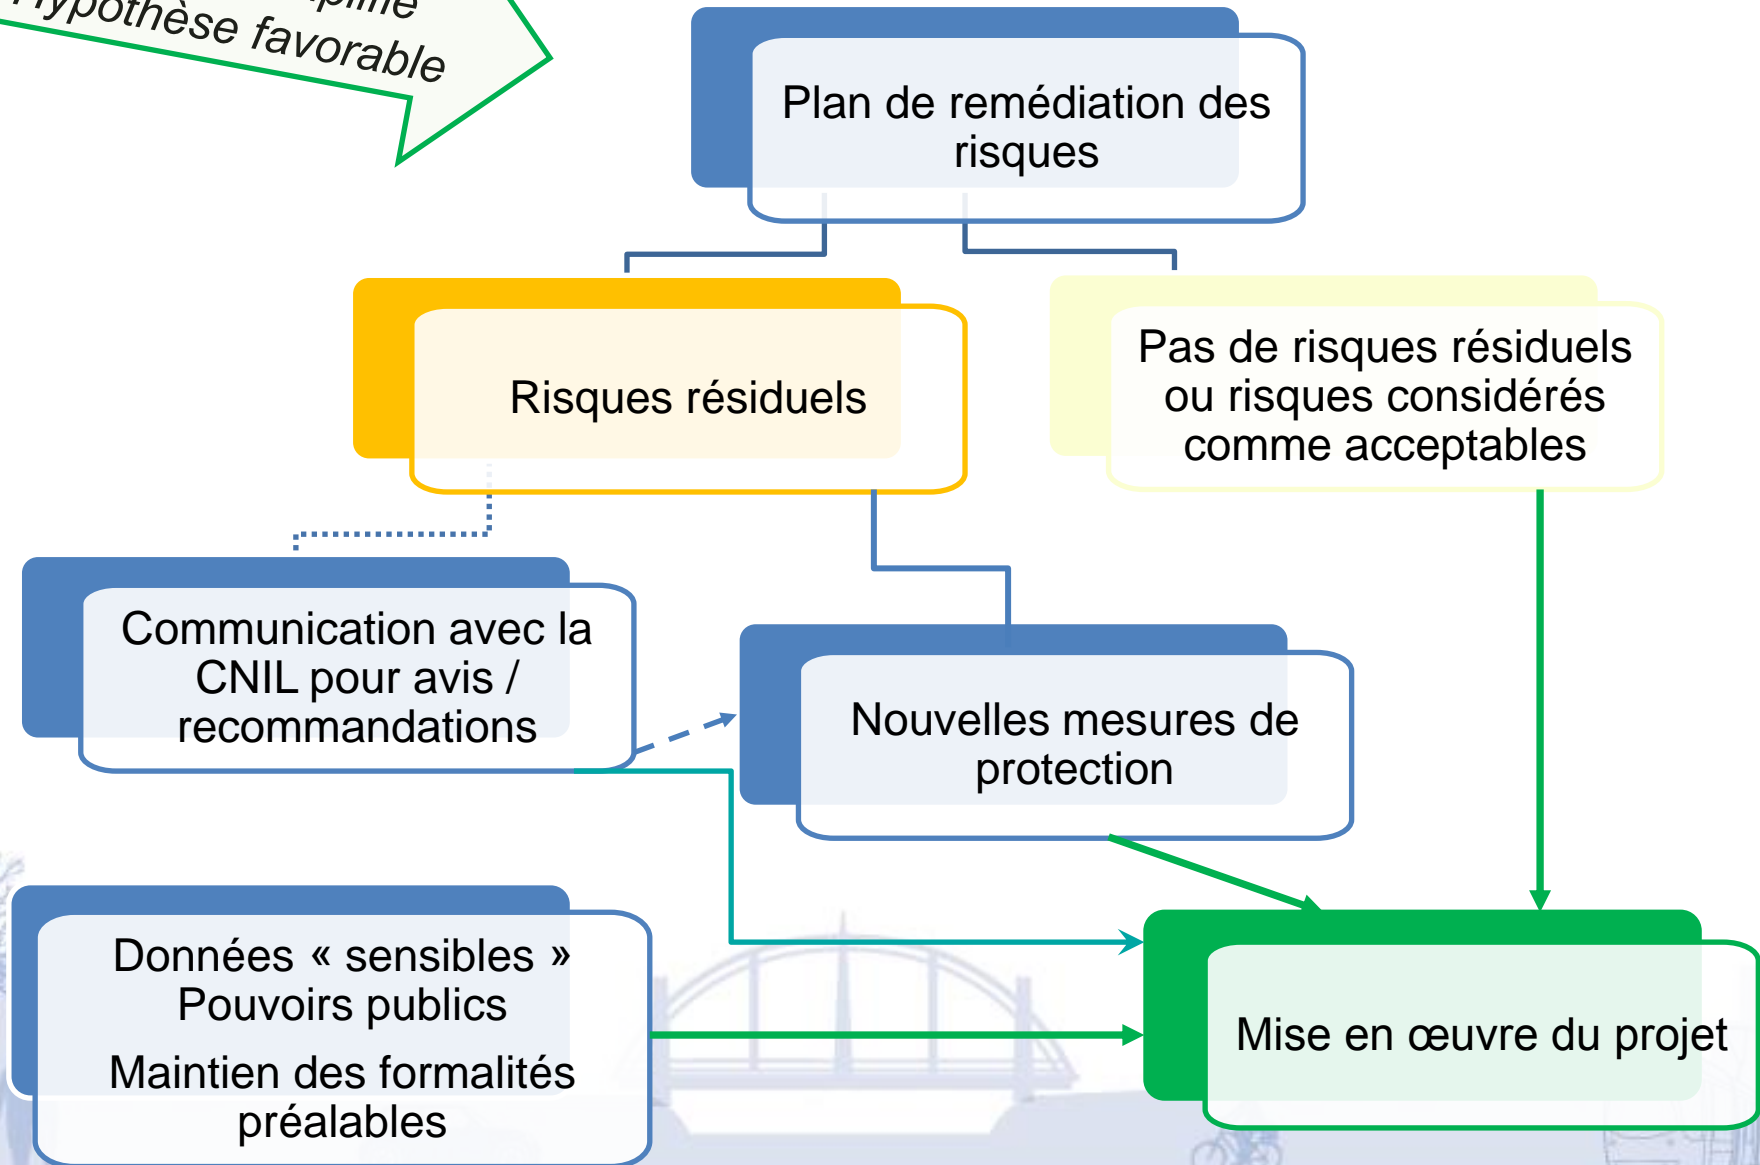 Hypothèse favorable
Plan de remédiation des
risques
Risques résiduels
Pas de risques résiduels
ou risques considérés
comme acceptables
Communication avec la
CNIL pour avis /
recommandations
Nouvelles mesures de
protection
Données « sensibles »
Pouvoirs publics
Maintien des formalités
préalables
Mise en œuvre du projet